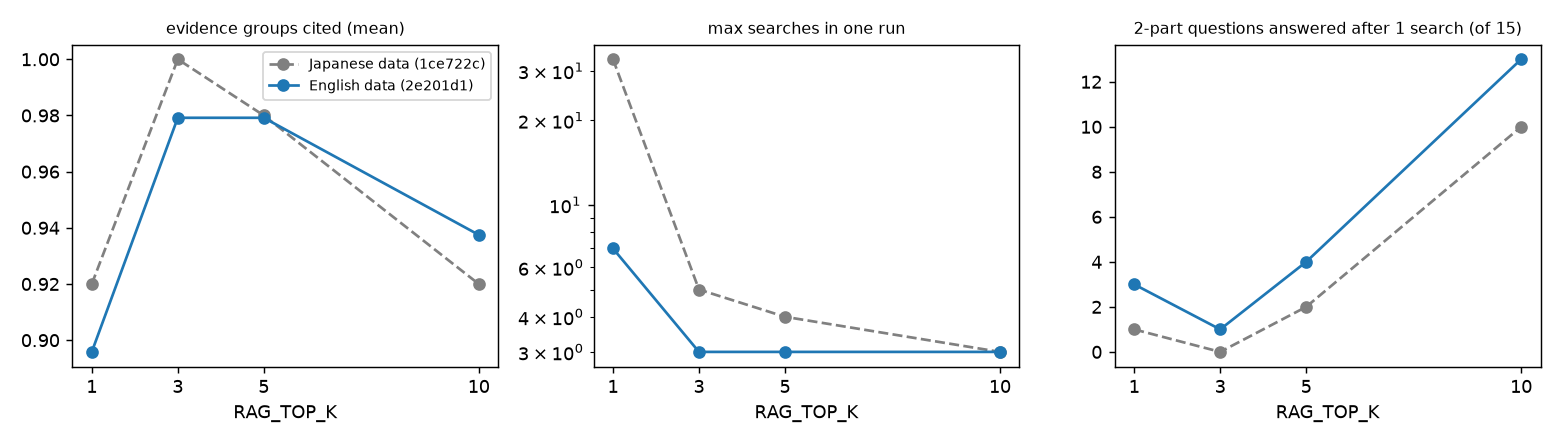 evidence groups cited (mean)
1.00
0.98
0.96
0.94
0.92
0.90
Japanese data (1ce722c)
English data (2e201d1)
1 3 5 10
RAG_TOP_K
max searches in one run
3 × 10¹
2 × 10¹
10¹
6 × 10⁰
4 × 10⁰
3 × 10⁰
1 3 5 10
RAG_TOP_K
2-part questions answered after 1 search (of 15)
12
10
8
6
4
2
0
1 3 5 10
RAG_TOP_K